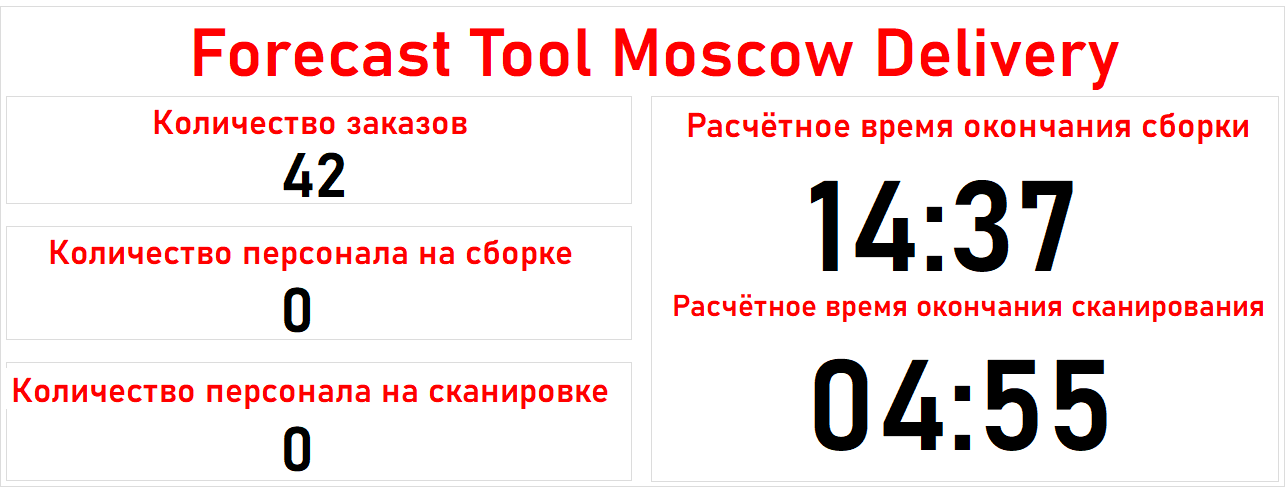 Forecast Tool Moscow Delivery
Количество заказов
42
Количество персонала на сборке
0
Количество персонала на сканировке
0
Расчётное время окончания сборки
14:37
Расчётное время окончания сканирования
04:55